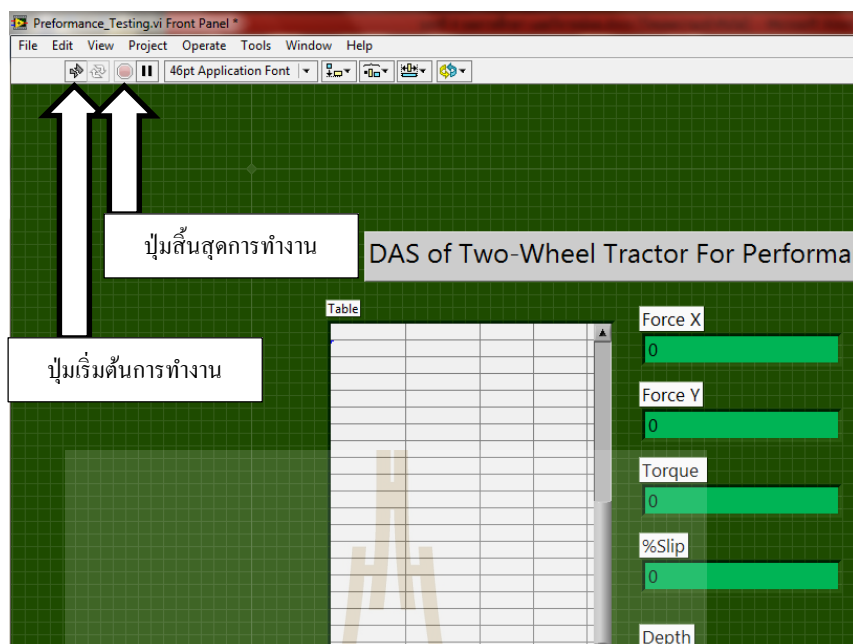 Preformance_Testing.vi Front Panel *
File Edit View Project Operate Tools Window Help
46pt Application Font
ปุ่มสิ้นสุดการทำงาน
DAS of Two-Wheel Tractor For Performa
Table
Force X
0
ปุ่มเริ่มต้นการทำงาน
Force Y
0
Torque
0
%Slip
0
Depth